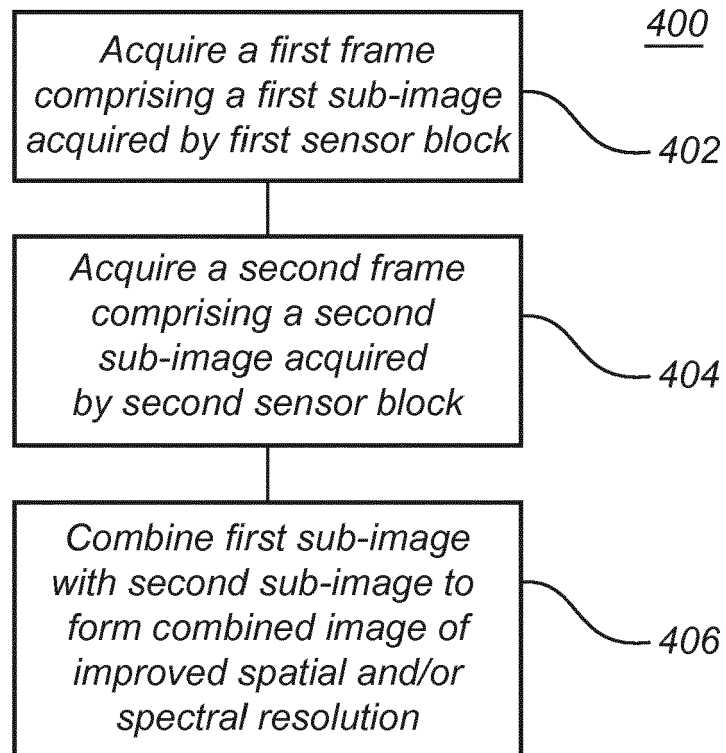 400
Acquire a first frame
comprising a first sub-image
acquired by first sensor block
402
Acquire a second frame
comprising a second
sub-image acquired
by second sensor block
404
Combine first sub-image
with second sub-image to
form combined image of
improved spatial and/or
spectral resolution
406